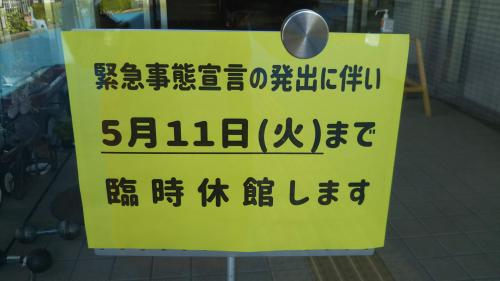 緊急事態宣言の発出に伴い
5月11日(火)まで
臨時休館します